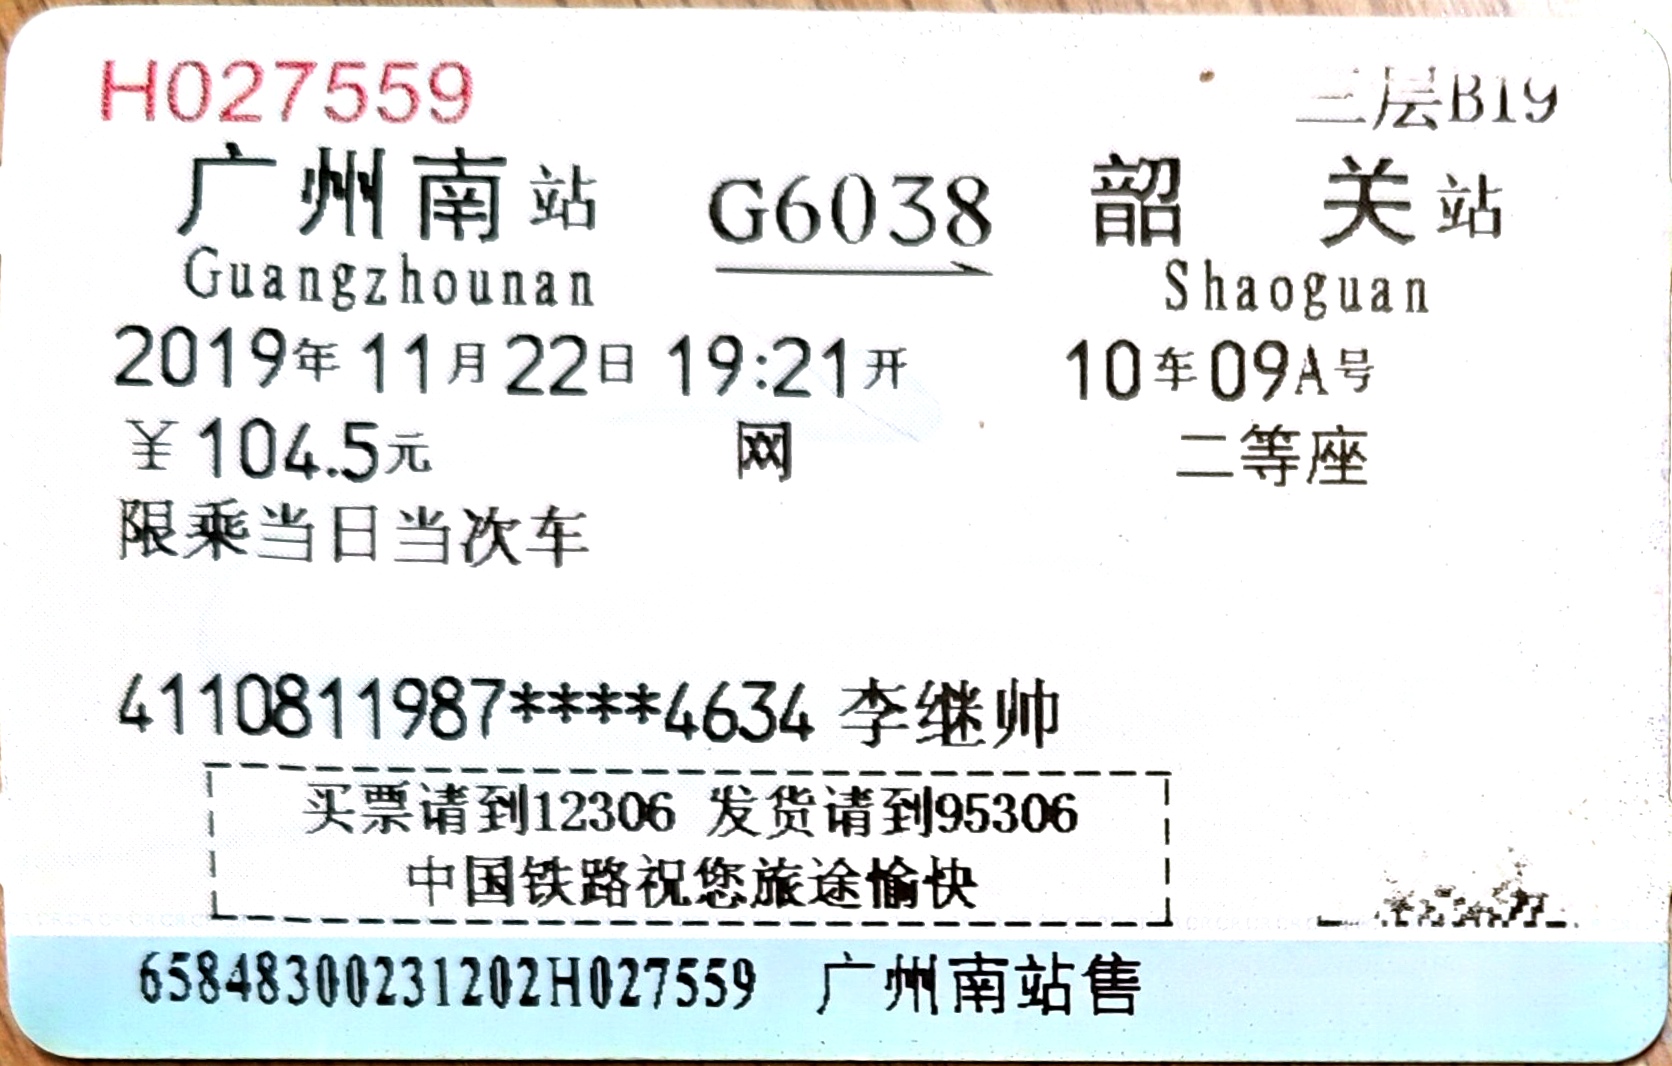 H027559 三层B19
广州南站 G6038 韶关站
Guangzhounan Shaoguan
2019年11月22日 19:21开 10车09A号
¥104.5元 网 二等座
限乘当日当次车
4110811987****4634 李继帅
买票请到12306 发货请到95306
中国铁路祝您旅途愉快
65848300231202H027559 广州南站售